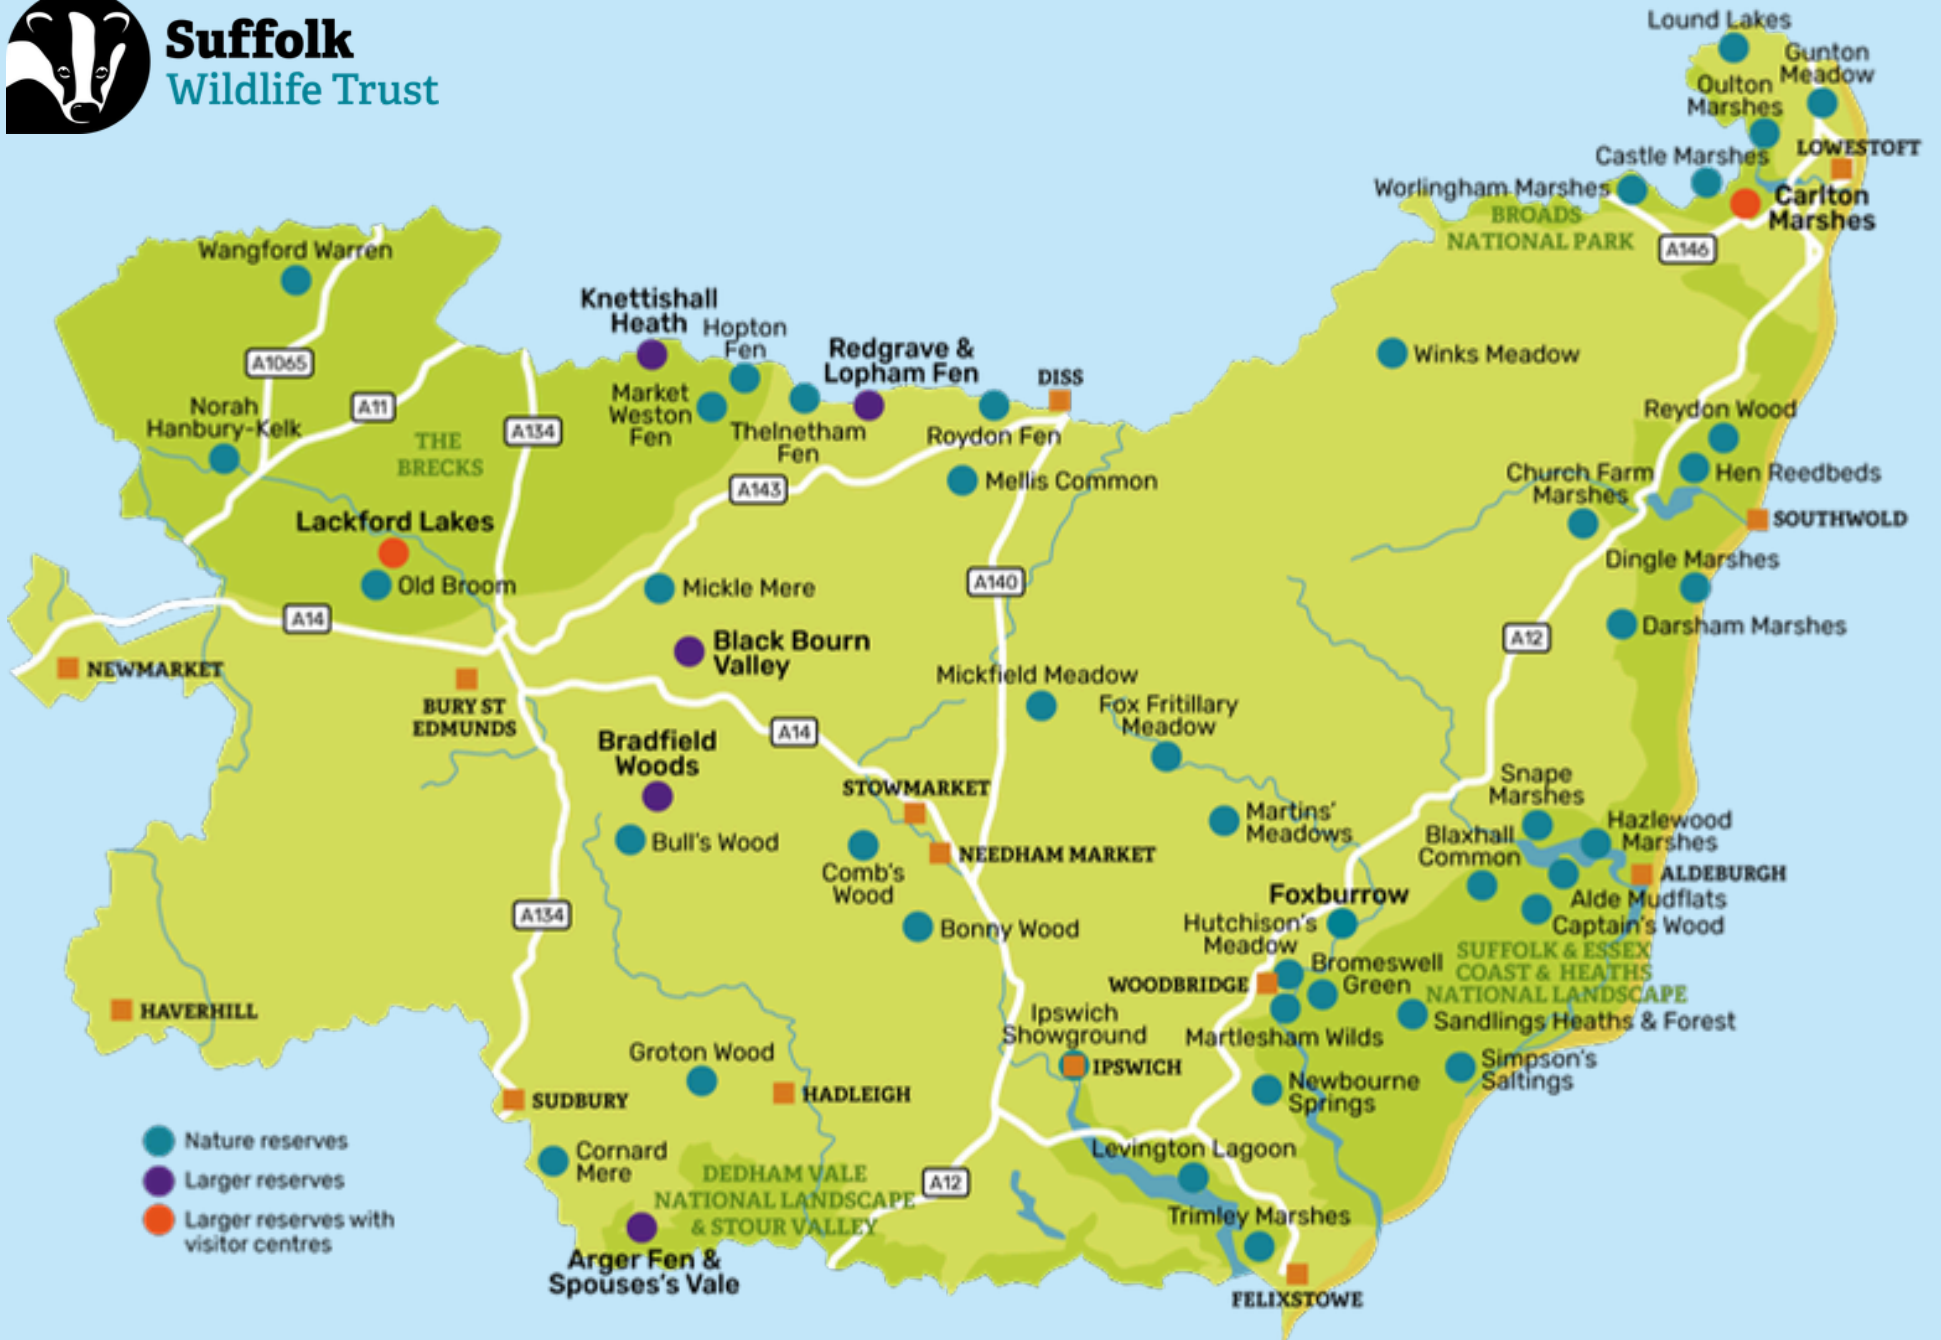 Suffolk
Wildlife Trust
Lound Lakes
Gunton
Meadow
Oulton
Marshes
LOWESTOFT
Castle Marshes
Worlingham Marshes
Carlton
Marshes
BROADS
NATIONAL PARK
A146
Wangford Warren
Knettishall
Heath
Hopton
Fen
Redgrave &
Lopham Fen
DISS
Winks Meadow
A1065
A11
Norah
Hanbury-Kelk
THE
BRECKS
A134
Market
Weston
Fen
Thelnetham
Fen
Roydon Fen
Reydon Wood
A143
Mellis Common
Church Farm
Marshes
Hen Reedbeds
SOUTHWOLD
Lackford Lakes
Old Broom
Mickle Mere
A140
Dingle Marshes
Darsham Marshes
A12
A14
NEWMARKET
Black Bourn
Valley
Mickfield Meadow
BURY ST
EDMUNDS
Fox Fritillary
Meadow
Bradfield
Woods
A14
STOWMARKET
Snape
Marshes
Bull's Wood
Martins'
Meadows
Blaxhall
Common
Hazlewood
Marshes
NEEDHAM MARKET
Comb's
Wood
ALDEBURGH
Foxburrow
Alde Mudflats
Captain's Wood
A134
Bonny Wood
Hutchison's
Meadow
SUFFOLK & ESSEX
COAST & HEATHS
NATIONAL LANDSCAPE
Bromeswell
Green
WOODBRIDGE
HAVERHILL
Ipswich
Showground
Martlesham Wilds
Sandlings Heaths & Forest
Groton Wood
IPSWICH
Simpson's
Saltings
Newbourne
Springs
SUDBURY
HADLEIGH
Nature reserves
Larger reserves
Larger reserves with
visitor centres
Cornard
Mere
DEDHAM VALE
NATIONAL LANDSCAPE
& STOUR VALLEY
A12
Levington Lagoon
Trimley Marshes
Arger Fen &
Spouses's Vale
FELIXSTOWE